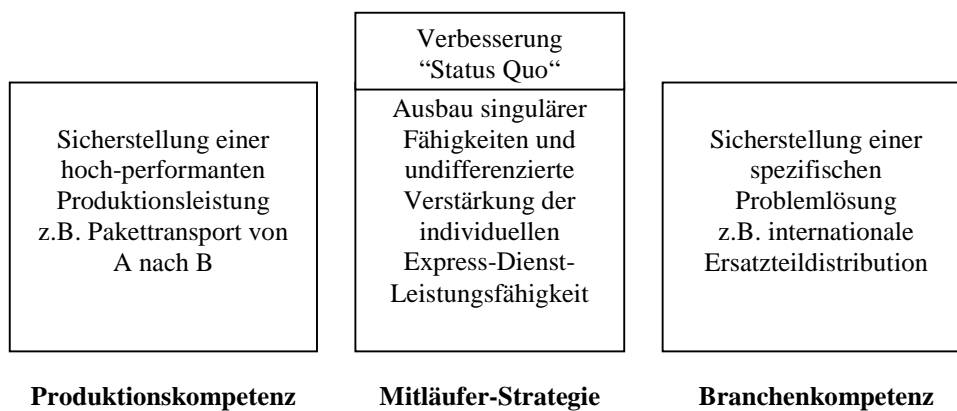 Verbesserung
“Status Quo“
Sicherstellung einer
hoch-performanten
Produktionsleistung
z.B. Pakettransport von
A nach B
Ausbau singulärer
Fähigkeiten und
undifferenzierte
Verstärkung der
individuellen
Express-Dienst-
Leistungsfähigkeit
Sicherstellung einer
spezifischen
Problemlösung
z.B. internationale
Ersatzteildistribution
Produktionskompetenz
Mitläufer-Strategie
Branchenkompetenz